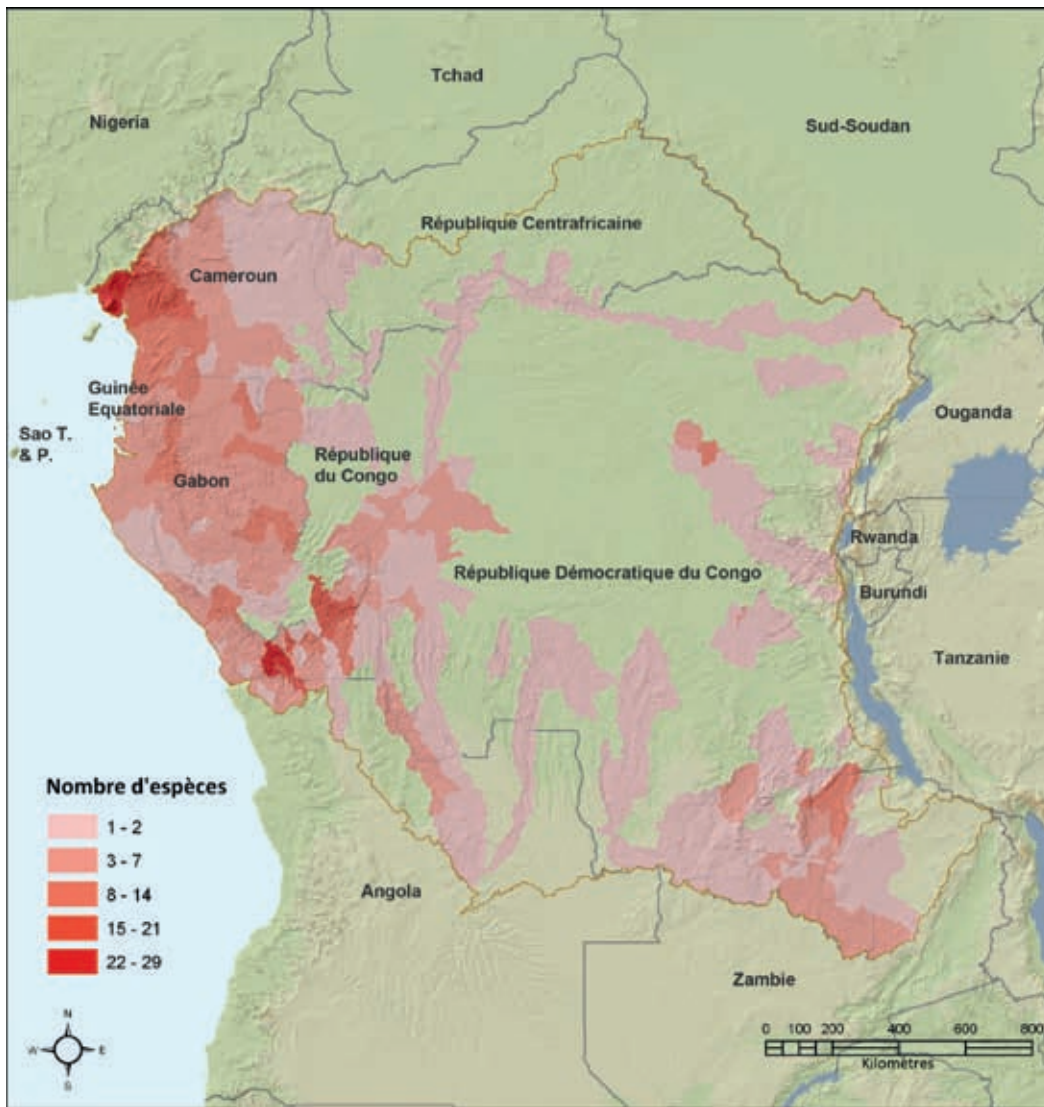 Tchad
Nigeria
Sud-Soudan
République Centrafricaine
Cameroun
Guinée
Equatoriale
Ouganda
Sao T.
& P.
République
du Congo
Gabon
Rwanda
République Démocratique du Congo
Burundi
Tanzanie
Nombre d'espèces
1 - 2
3 - 7
8 - 14
15 - 21
22 - 29
Angola
Zambie
N
W E
S
0 100 200 400 600 800
Kilomètres